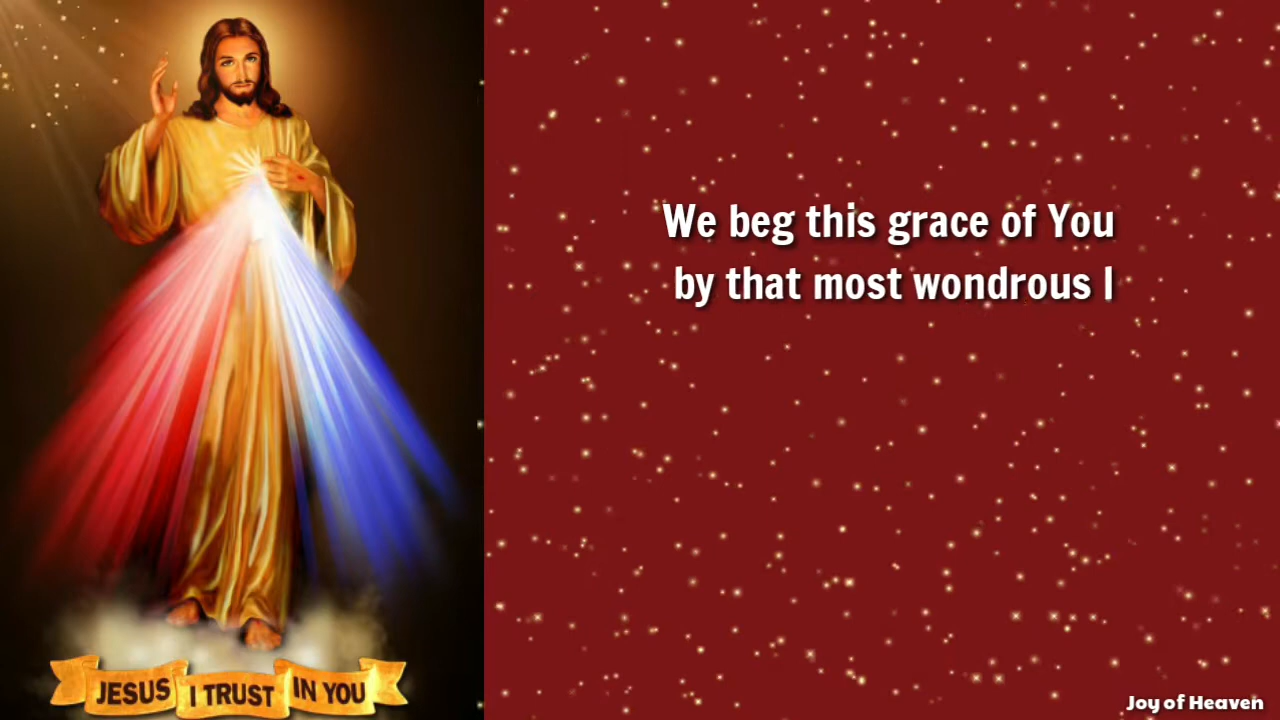 We beg this grace of You
by that most wondrous l
JESUS I TRUST IN YOU
Joy of Heaven